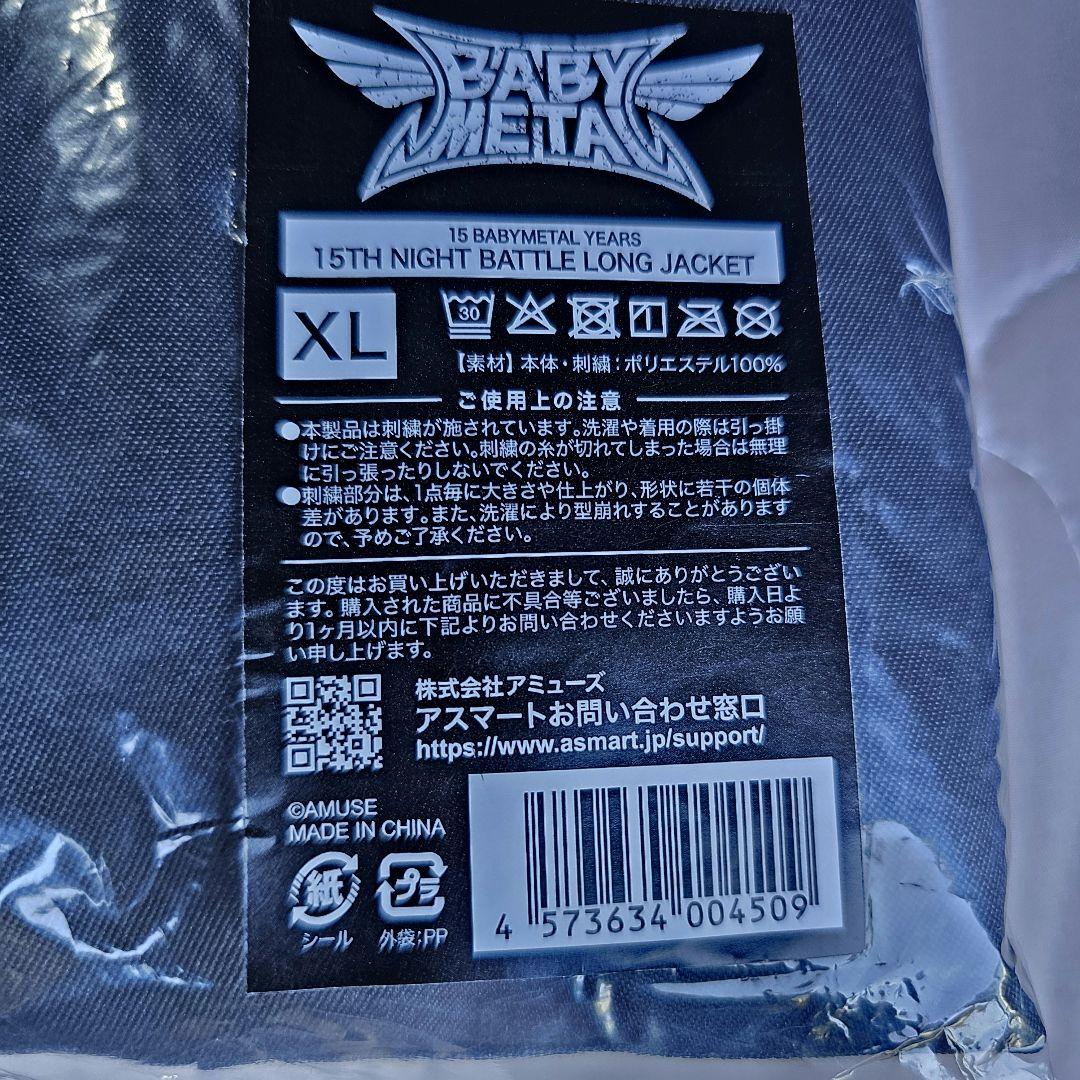 BABY
METAL
15 BABYMETAL YEARS
15TH NIGHT BATTLE LONG JACKET
XL
30
【素材】本体・刺繍：ポリエステル100%
ご使用上の注意
●本製品は刺繍が施されています。洗濯や着用の際は引っ掛
けにご注意ください。刺繍の糸が切れてしまった場合は無理
に引っ張ったりしないでください。
●刺繍部分は、1点毎に大きさや仕上がり、形状に若干の個体
差があります。また、洗濯により型崩れすることがあります
ので、予めご了承ください。
この度はお買い上げいただきまして、誠にありがとうござい
ます。購入された商品に不具合等ございましたら、購入日よ
り1ヶ月以内に下記よりお問い合わせくださいますようお願
い申し上げます。
株式会社アミューズ
アスマートお問い合わせ窓口
https://www.asmart.jp/support/
©AMUSE
MADE IN CHINA
紙
プラ
シール
外袋;PP
4 573634 004509